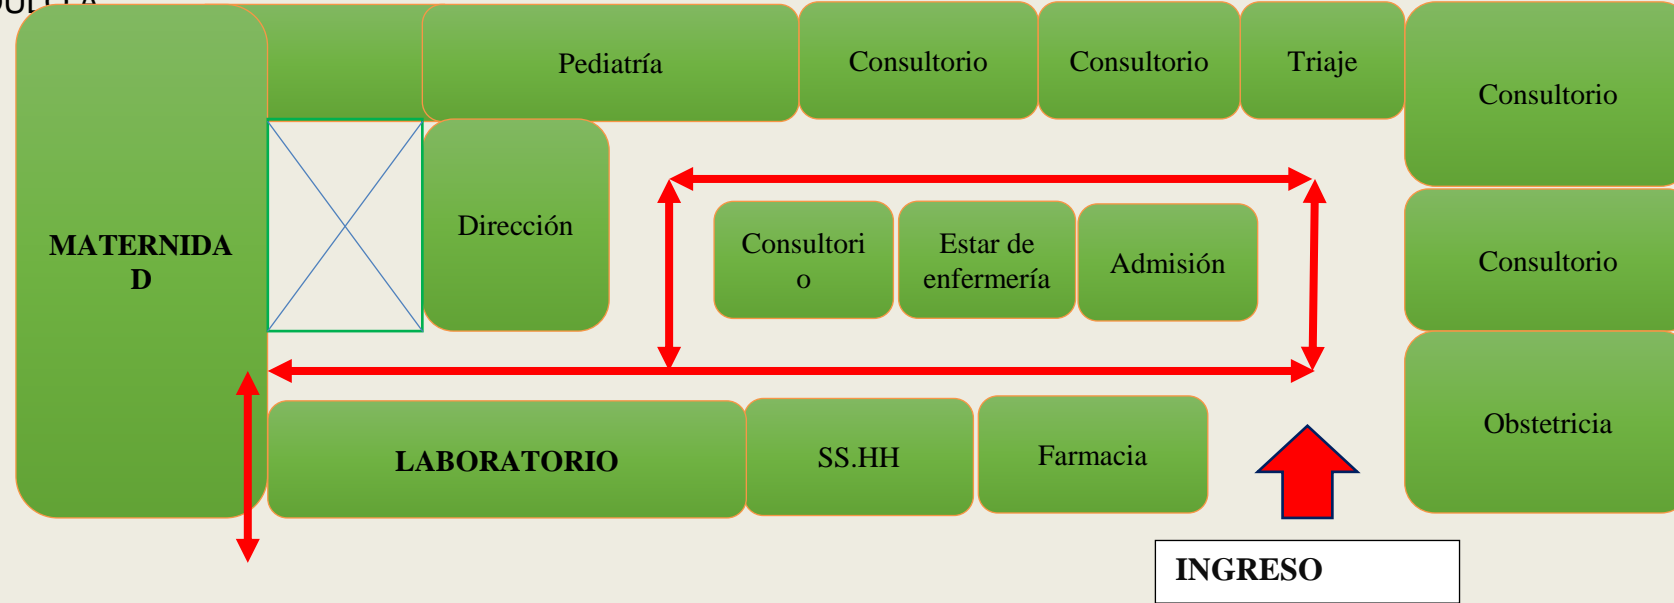 Pediatría
Consultorio
Consultorio
Triaje
Consultorio
MATERNIDA
D
Dirección
Consultori
o
Estar de
enfermería
Admisión
Consultorio
LABORATORIO
SS.HH
Farmacia
Obstetricia
INGRESO